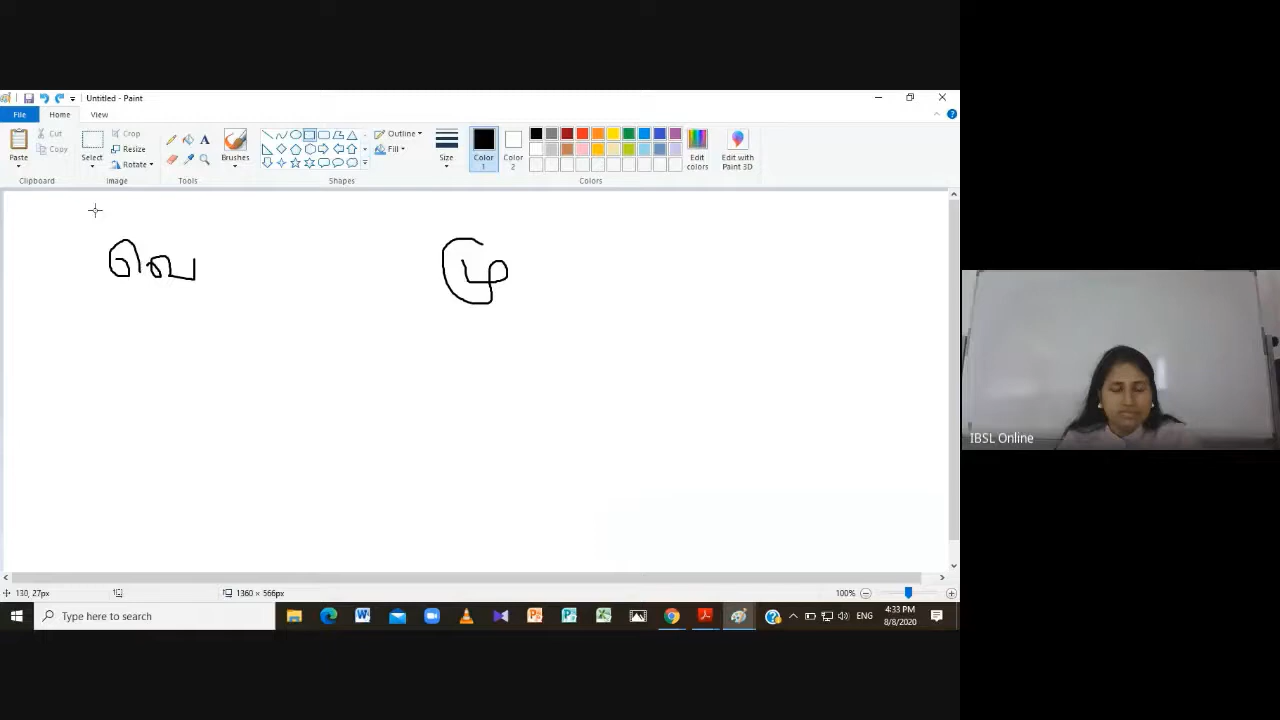 Untitled - Paint
File Home View
Paste Cut Copy Select Crop Resize Rotate Brushes Outline Fill Size Color 1 Color 2 Edit colors Edit with Paint 3D
Clipboard Image Tools Shapes Colors
வெ மு
IBSL Online
130, 27px 1360 × 566px 100%
Type here to search ENG 4:33 PM
8/8/2020